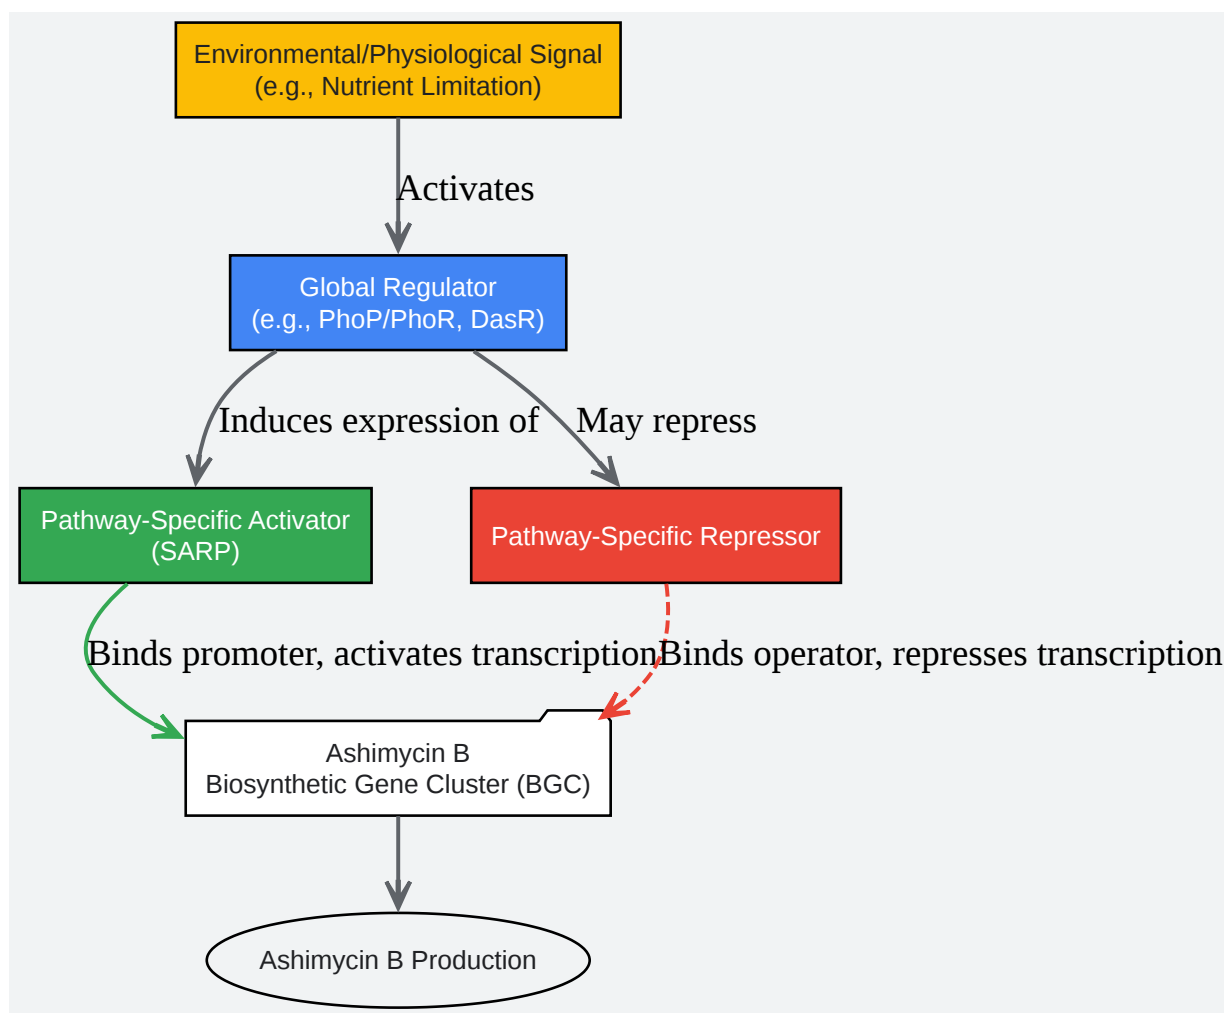 Environmental/Physiological Signal
(e.g., Nutrient Limitation)
Activates
Global Regulator
(e.g., PhoP/PhoR, DasR)
Induces expression of
May repress
Pathway-Specific Activator
(SARP)
Pathway-Specific Repressor
Binds promoter, activates transcription
Binds operator, represses transcription
Ashimycin B
Biosynthetic Gene Cluster (BGC)
Ashimycin B Production